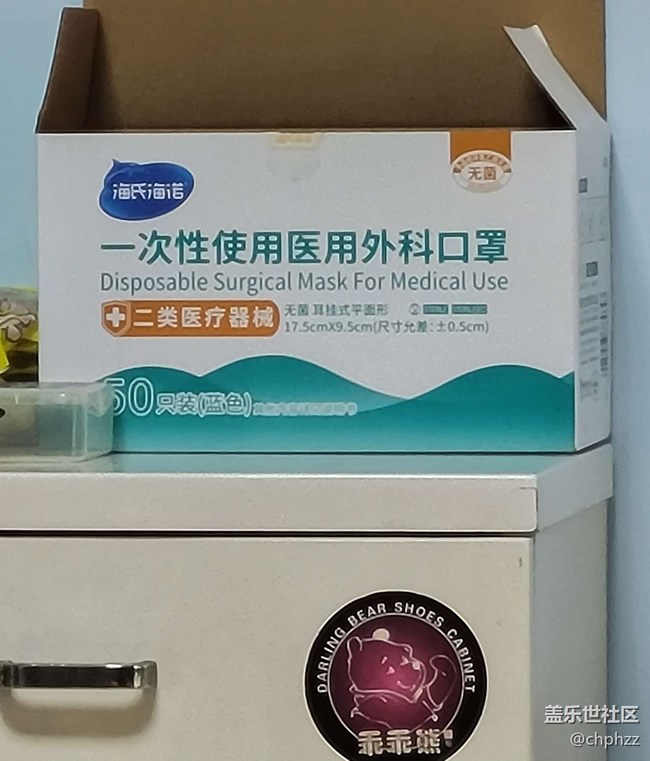 海氏海诺
无菌
一次性使用医用外科口罩
Disposable Surgical Mask For Medical Use
二类医疗器械
无菌 耳挂式平面形
17.5cmX9.5cm(尺寸允差:±0.5cm)
50只装(蓝色)
DARLING BEAR SHOES CABINET
乖乖熊
盖乐世社区
@chphzz